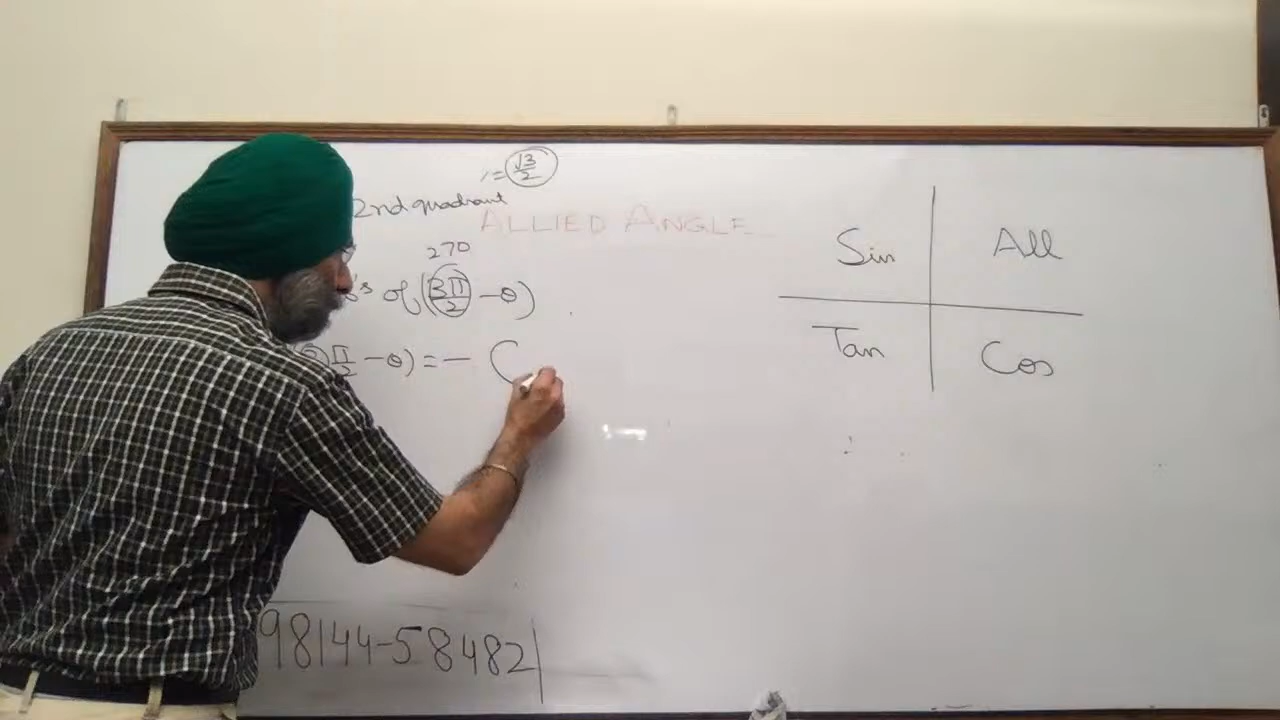 = √3/2
2nd quadrant
ALLIED ANGLE
270
of (3π/2 - θ)
π/2 - θ) = - (
Sin All
Tan Cos
98144-58482